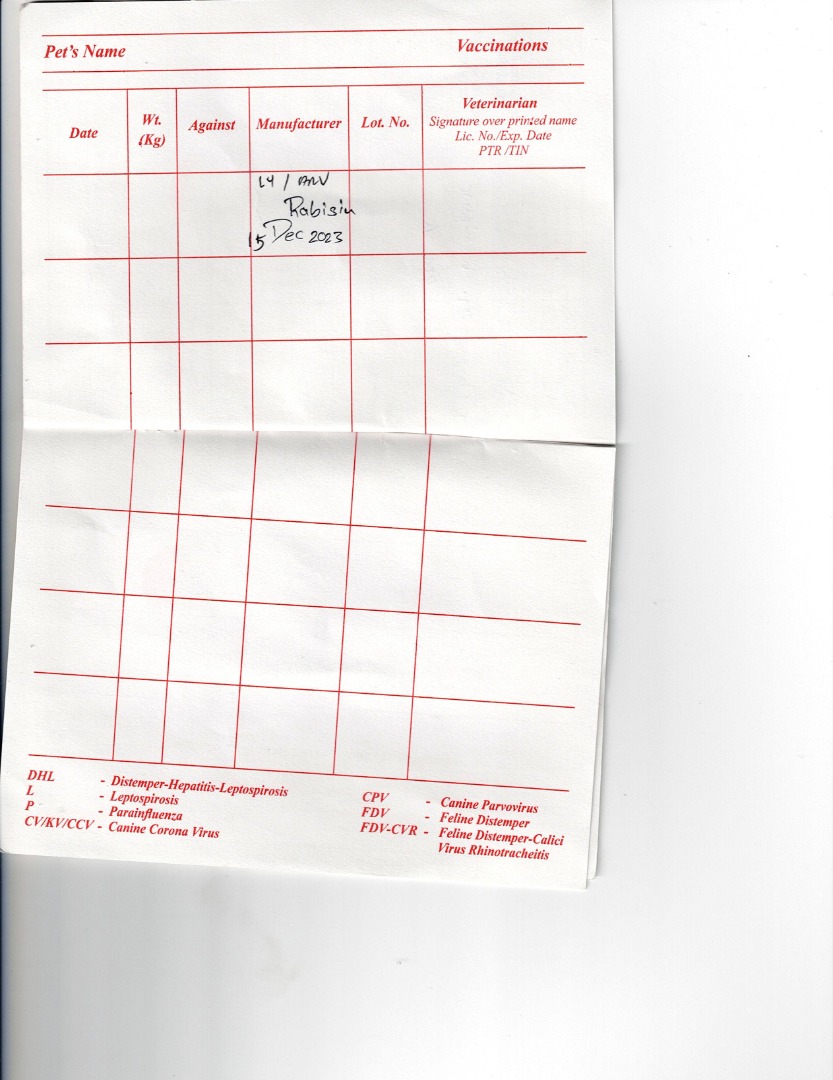 Pet's Name Vaccinations
Date Wt. (Kg) Against Manufacturer Lot. No. Veterinarian
Signature over printed name
Lic. No./Exp. Date
PTR /TIN
Rabisin
15 Dec 2023
DHL - Distemper-Hepatitis-Leptospirosis
L - Leptospirosis
P - Parainfluenza
CV/KV/CCV - Canine Corona Virus
CPV - Canine Parvovirus
FDV - Feline Distemper
FDV-CVR - Feline Distemper-Calici
Virus Rhinotracheitis